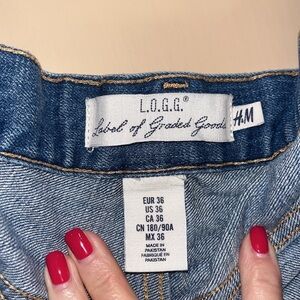 L.O.G.G.®
Label of Graded Goods
H&M
EUR 36
US 36
CA 36
CN 180/90A
MX 36
MADE IN
PAKISTAN
FABRIQUÉ EN
PAKISTAN